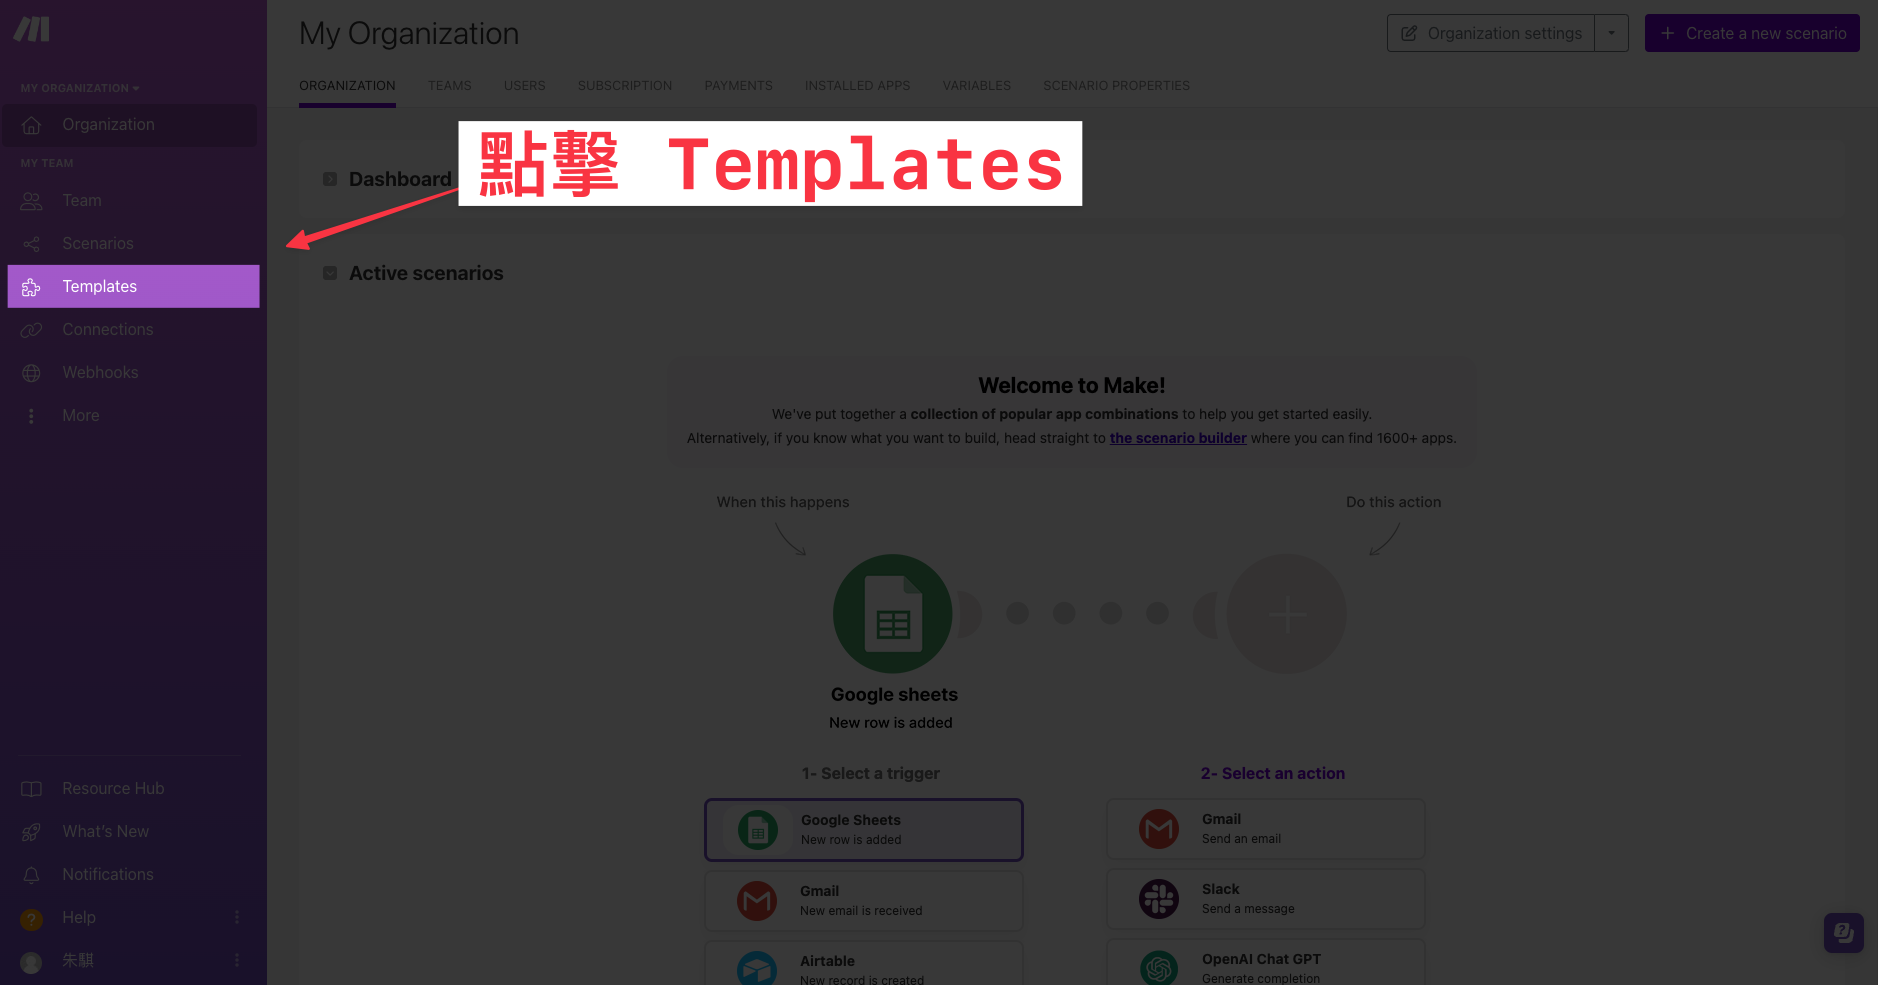 MY ORGANIZATION
Organization
MY TEAM
Team
Scenarios
Templates
Connections
Webhooks
More
Resource Hub
What's New
Notifications
Help
朱騏
My Organization
Organization settings
+ Create a new scenario
ORGANIZATION TEAMS USERS SUBSCRIPTION PAYMENTS INSTALLED APPS VARIABLES SCENARIO PROPERTIES
點擊 Templates
Dashboard
Active scenarios
Welcome to Make!
We've put together a collection of popular app combinations to help you get started easily.
Alternatively, if you know what you want to build, head straight to the scenario builder where you can find 1600+ apps.
When this happens
Do this action
Google sheets
New row is added
1- Select a trigger
Google Sheets
New row is added
Gmail
New email is received
Airtable
New record is created
2- Select an action
Gmail
Send an email
Slack
Send a message
OpenAI Chat GPT
Generate completion